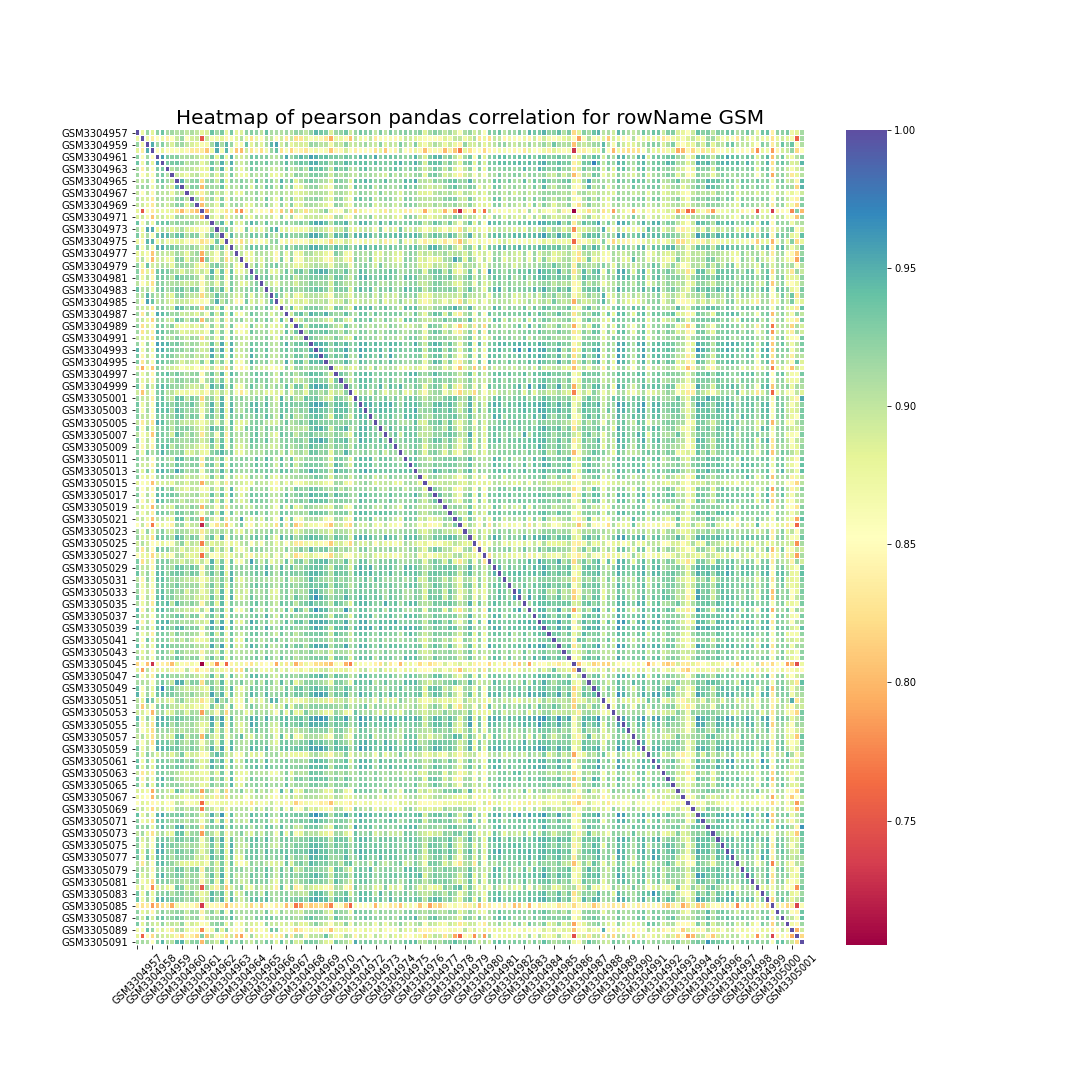 Heatmap of pearson pandas correlation for rowName GSM
GSM3304957
GSM3304959
GSM3304961
GSM3304963
GSM3304965
GSM3304967
GSM3304969
GSM3304971
GSM3304973
GSM3304975
GSM3304977
GSM3304979
GSM3304981
GSM3304983
GSM3304985
GSM3304987
GSM3304989
GSM3304991
GSM3304993
GSM3304995
GSM3304997
GSM3304999
GSM3305001
GSM3305003
GSM3305005
GSM3305007
GSM3305009
GSM3305011
GSM3305013
GSM3305015
GSM3305017
GSM3305019
GSM3305021
GSM3305023
GSM3305025
GSM3305027
GSM3305029
GSM3305031
GSM3305033
GSM3305035
GSM3305037
GSM3305039
GSM3305041
GSM3305043
GSM3305045
GSM3305047
GSM3305049
GSM3305051
GSM3305053
GSM3305055
GSM3305057
GSM3305059
GSM3305061
GSM3305063
GSM3305065
GSM3305067
GSM3305069
GSM3305071
GSM3305073
GSM3305075
GSM3305077
GSM3305079
GSM3305081
GSM3305083
GSM3305085
GSM3305087
GSM3305089
GSM3305091
GSM3304957
GSM3304958
GSM3304959
GSM3304960
GSM3304961
GSM3304962
GSM3304963
GSM3304964
GSM3304965
GSM3304966
GSM3304967
GSM3304968
GSM3304969
GSM3304970
GSM3304971
GSM3304972
GSM3304973
GSM3304974
GSM3304975
GSM3304976
GSM3304977
GSM3304978
GSM3304979
GSM3304980
GSM3304981
GSM3304982
GSM3304983
GSM3304984
GSM3304985
GSM3304986
GSM3304987
GSM3304988
GSM3304989
GSM3304990
GSM3304991
GSM3304992
GSM3304993
GSM3304994
GSM3304995
GSM3304996
GSM3304997
GSM3304998
GSM3304999
GSM3305000
GSM3305001
1.00
0.95
0.90
0.85
0.80
0.75